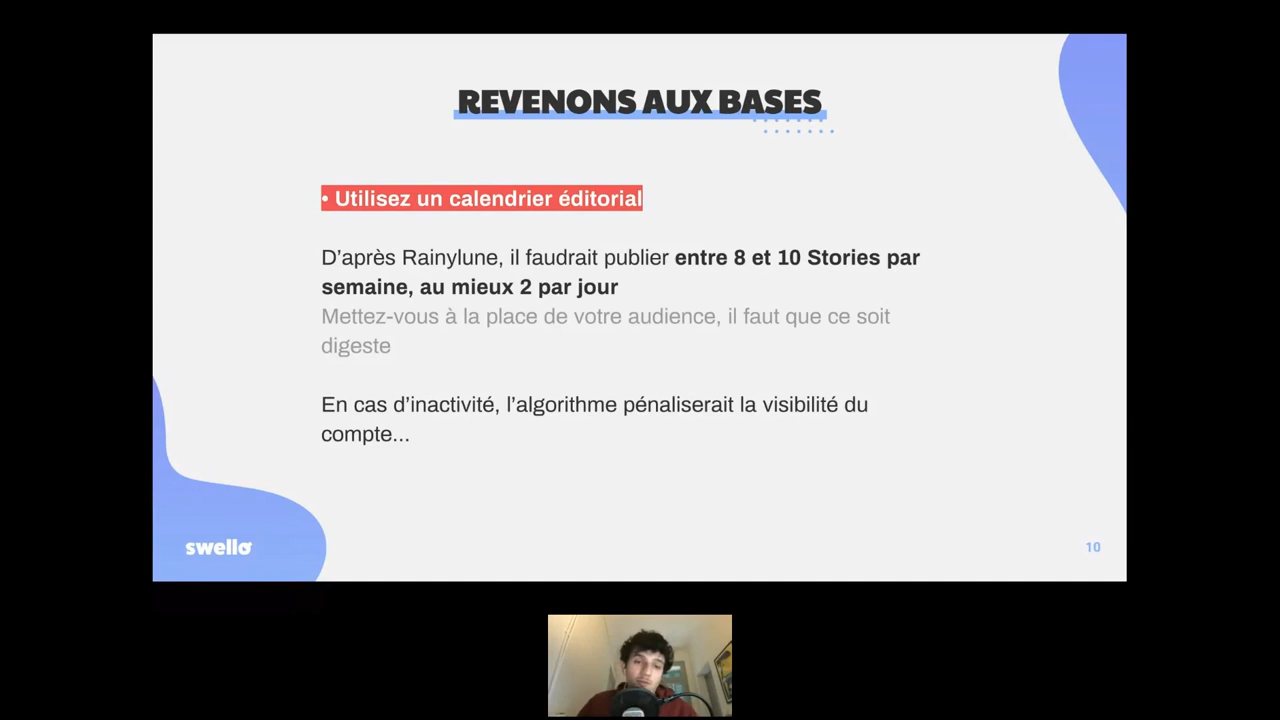 REVENONS AUX BASES
• Utilisez un calendrier éditorial
D’après Rainylune, il faudrait publier entre 8 et 10 Stories par
semaine, au mieux 2 par jour
Mettez-vous à la place de votre audience, il faut que ce soit
digeste
En cas d’inactivité, l’algorithme pénaliserait la visibilité du
compte...
swello
10